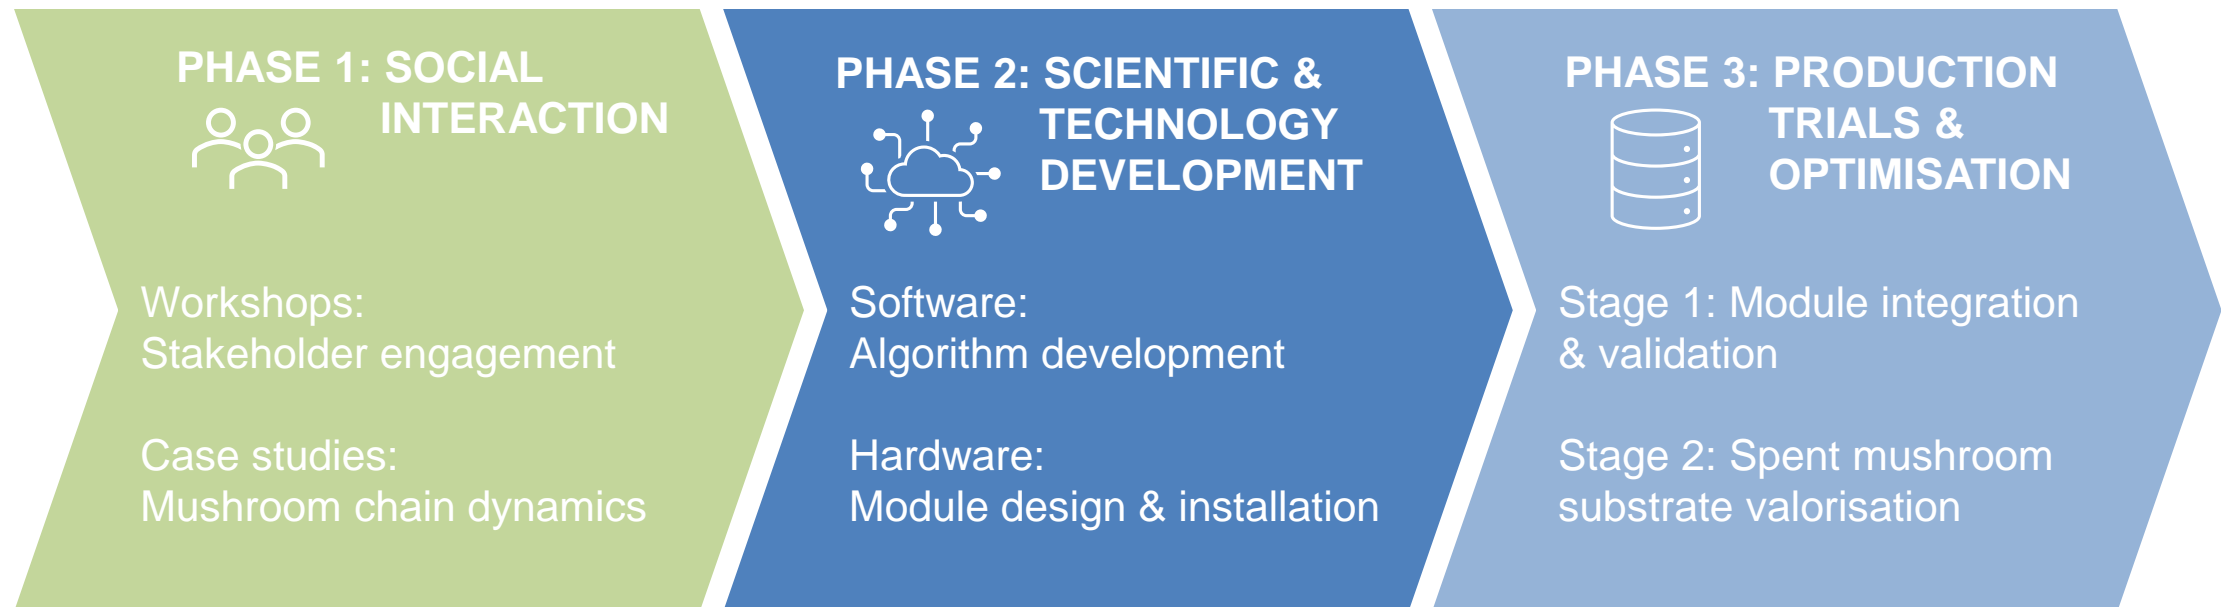 PHASE 1: SOCIAL
INTERACTION
Workshops:
Stakeholder engagement
Case studies:
Mushroom chain dynamics
PHASE 2: SCIENTIFIC &
TECHNOLOGY
DEVELOPMENT
Software:
Algorithm development
Hardware:
Module design & installation
PHASE 3: PRODUCTION
TRIALS &
OPTIMISATION
Stage 1: Module integration
& validation
Stage 2: Spent mushroom
substrate valorisation